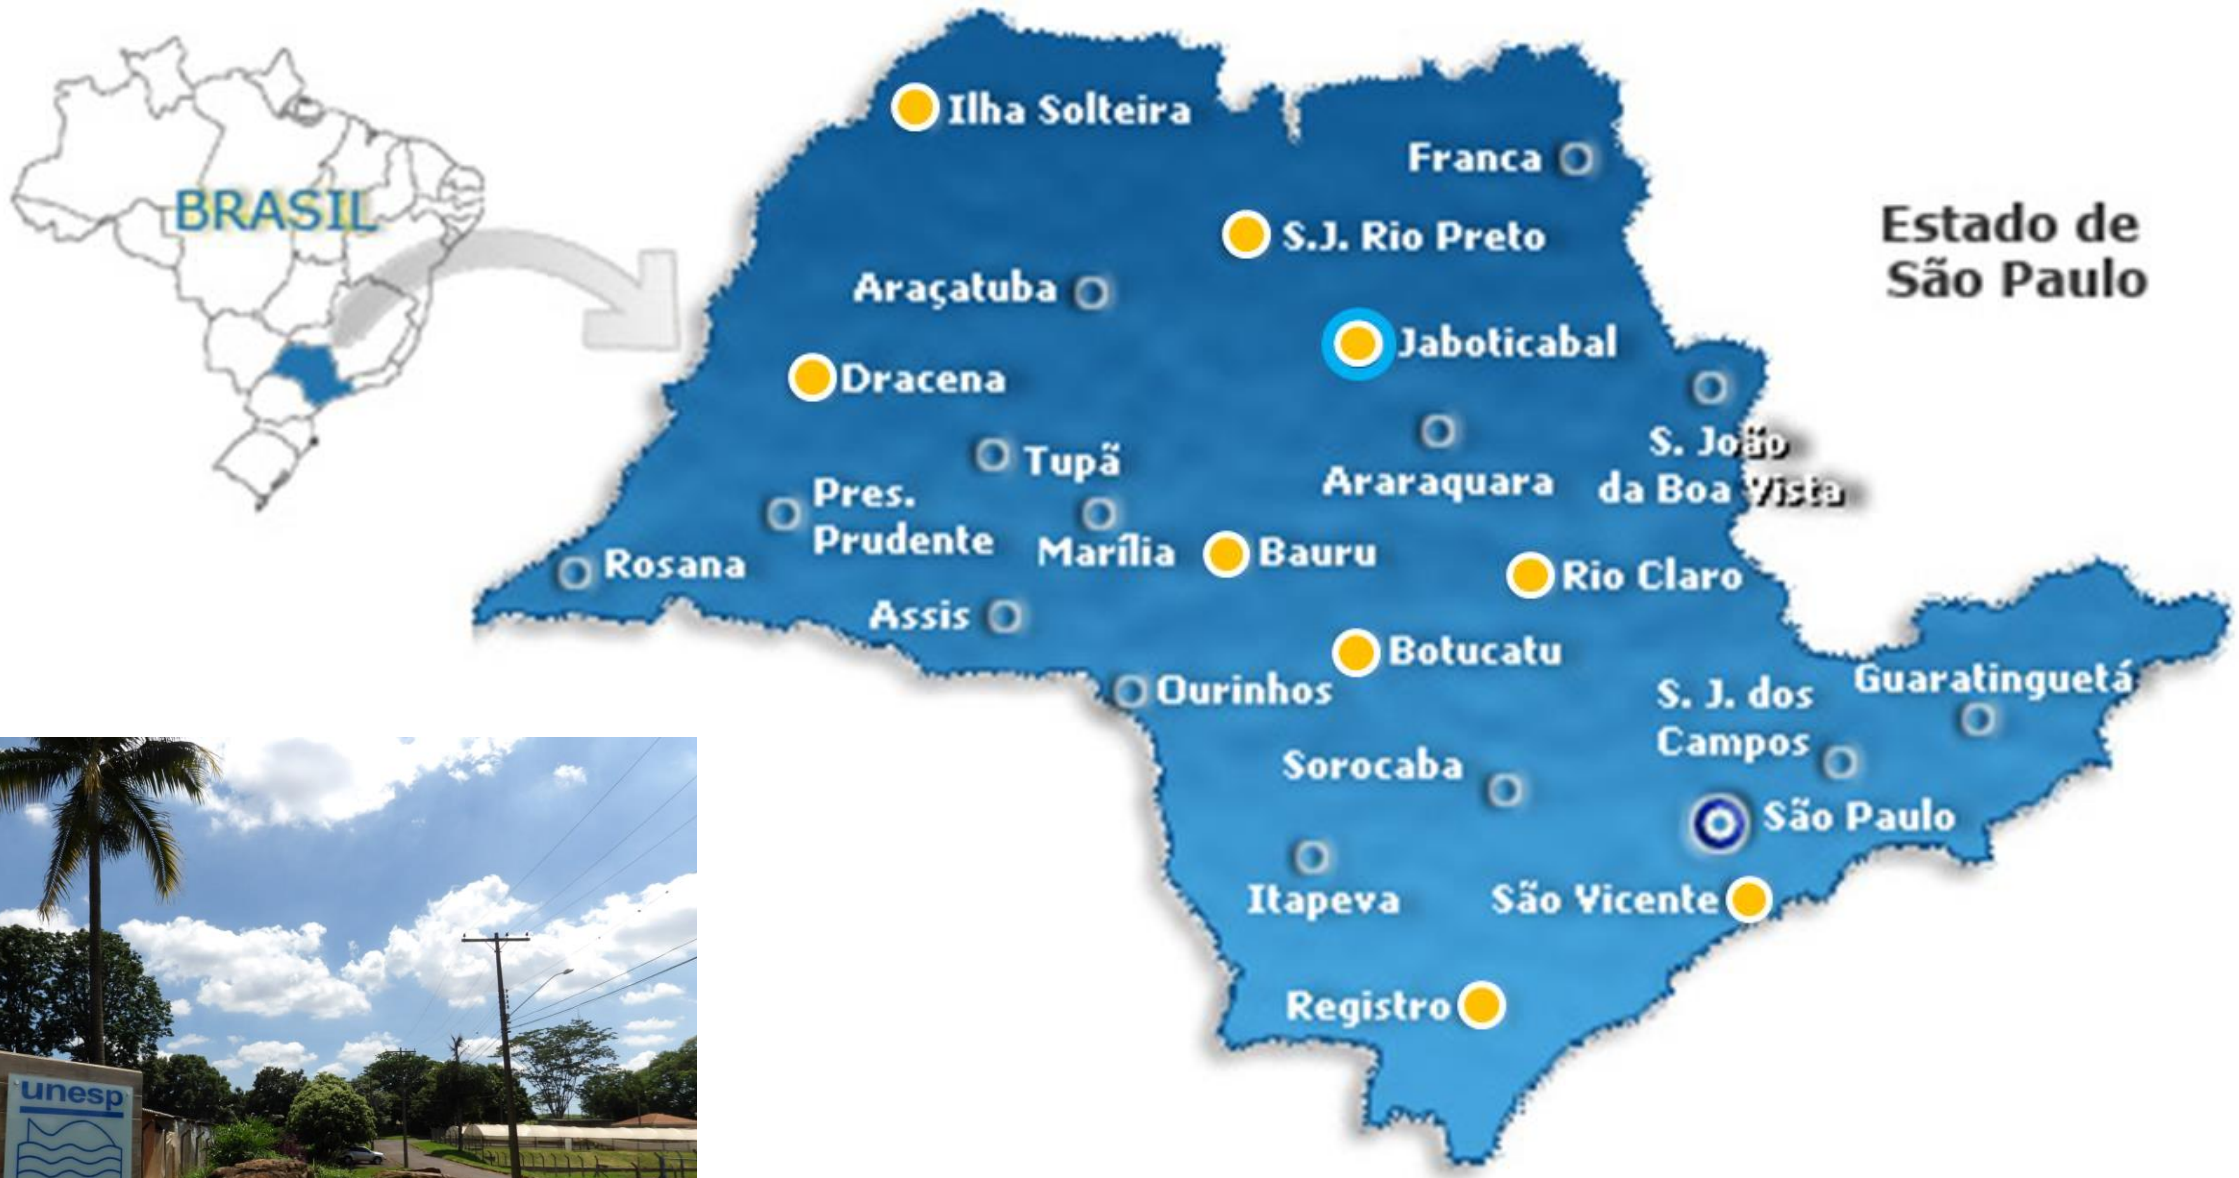 BRASIL
Estado de
São Paulo
Ilha Solteira
Franca
S.J. Rio Preto
Araçatuba
Jaboticabal
Dracena
S. João
da Boa Vista
Tupã
Araraquara
Pres.
Prudente
Marília
Bauru
Rosana
Rio Claro
Assis
Botucatu
Ourinhos
Guaratinguetá
S. J. dos
Campos
Sorocaba
São Paulo
Itapeva
São Vicente
Registro
unesp